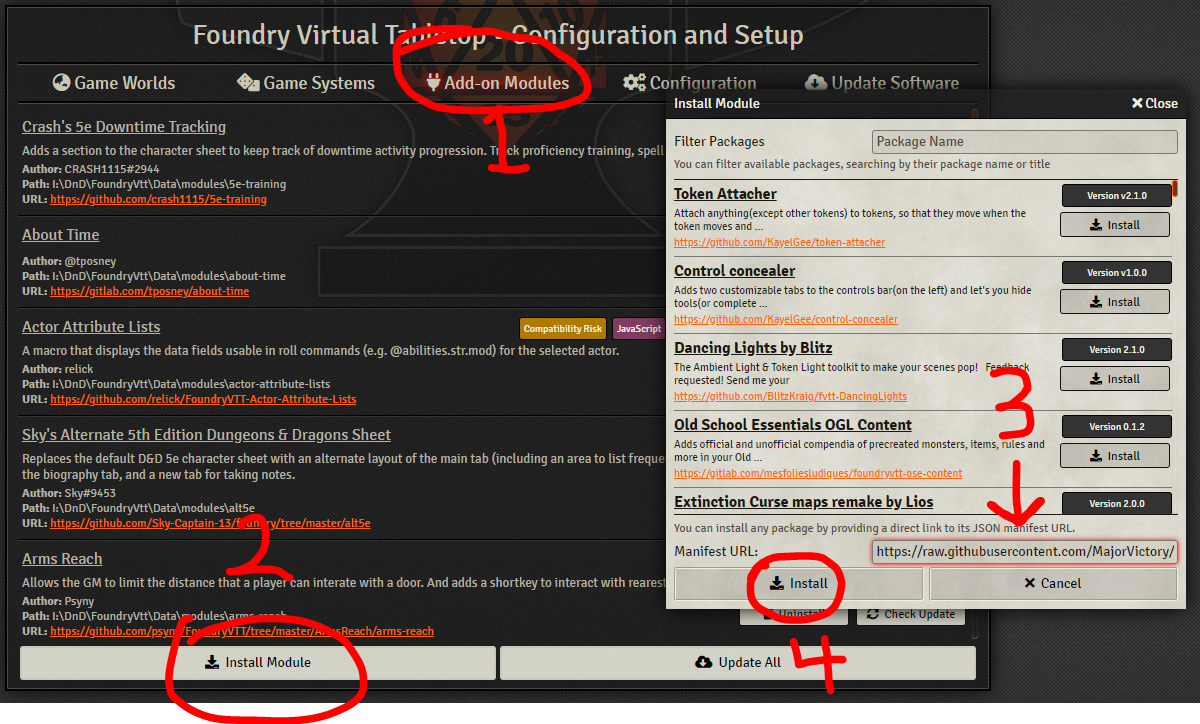 Foundry Virtual Tabletop - Configuration and Setup
Game Worlds
Game Systems
Add-on Modules
Configuration
Update Software
1
Crash's 5e Downtime Tracking
Adds a section to the character sheet to keep track of downtime activity progression. Track proficiency training, spell
Author: CRASH1115#2944
Path: I:\DnD\FoundryVtt\Data\modules\5e-training
URL: https://github.com/crash1115/5e-training
About Time
Author: @tposney
Path: I:\DnD\FoundryVtt\Data\modules\about-time
URL: https://gitlab.com/tposney/about-time
Actor Attribute Lists
Compatibility Risk
JavaScript
A macro that displays the data fields usable in roll commands (e.g. @abilities.str.mod) for the selected actor.
Author: relick
Path: I:\DnD\FoundryVtt\Data\modules\actor-attribute-lists
URL: https://github.com/relick/FoundryVTT-Actor-Attribute-Lists
Sky's Alternate 5th Edition Dungeons & Dragons Sheet
Replaces the default D&D 5e character sheet with an alternate layout of the main tab (including an area to list freque
the biography tab, and a new tab for taking notes.
Author: Sky#9453
Path: I:\DnD\FoundryVtt\Data\modules\alt5e
URL: https://github.com/Sky-Captain-13/foundry/tree/master/alt5e
2
Arms Reach
Allows the GM to limit the distance that a player can interate with a door. And adds a shortkey to interact with nearest
Author: Psyny
Path: I:\DnD\FoundryVtt\Data\modules\arms-reach
URL: https://github.com/psyny/FoundryVTT/tree/master/ArmsReach/arms-reach
Uninstall
Check Update
Install Module
Update All
Install Module
Close
Filter Packages
Package Name
You can filter available packages, searching by their package name or title
Token Attacher
Version v2.1.0
Attach anything(except other tokens) to tokens, so that they move when the
token moves and ...
Install
https://github.com/KayelGee/token-attacher
Control concealer
Version v1.0.0
Adds two customizable tabs to the controls bar(on the left) and let's you hide
tools(or complete ...
Install
https://github.com/KayelGee/control-concealer
Dancing Lights by Blitz
Version 2.1.0
The Ambient Light & Token Light toolkit to make your scenes pop! Feedback
requested! Send me your
Install
https://github.com/BlitzKraig/fvtt-DancingLights
3
Old School Essentials OGL Content
Version 0.1.2
Adds official and unofficial compendia of precreated monsters, items, rules and
more in your Old ...
Install
https://gitlab.com/mesfoliesludiques/foundryvtt-ose-content
Extinction Curse maps remake by Lios
Version 2.0.0
You can install any package by providing a direct link to its JSON manifest URL.
Manifest URL:
https://raw.githubusercontent.com/MajorVictory/
Install
Cancel
4